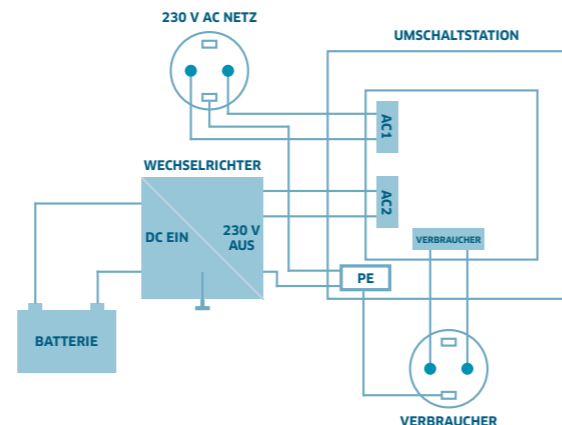 230 V AC NETZ
UMSCHALTSTATION
AC1
WECHSELRICHTER
AC2
DC EIN
230 V
AUS
VERBRAUCHER
PE
BATTERIE
VERBRAUCHER